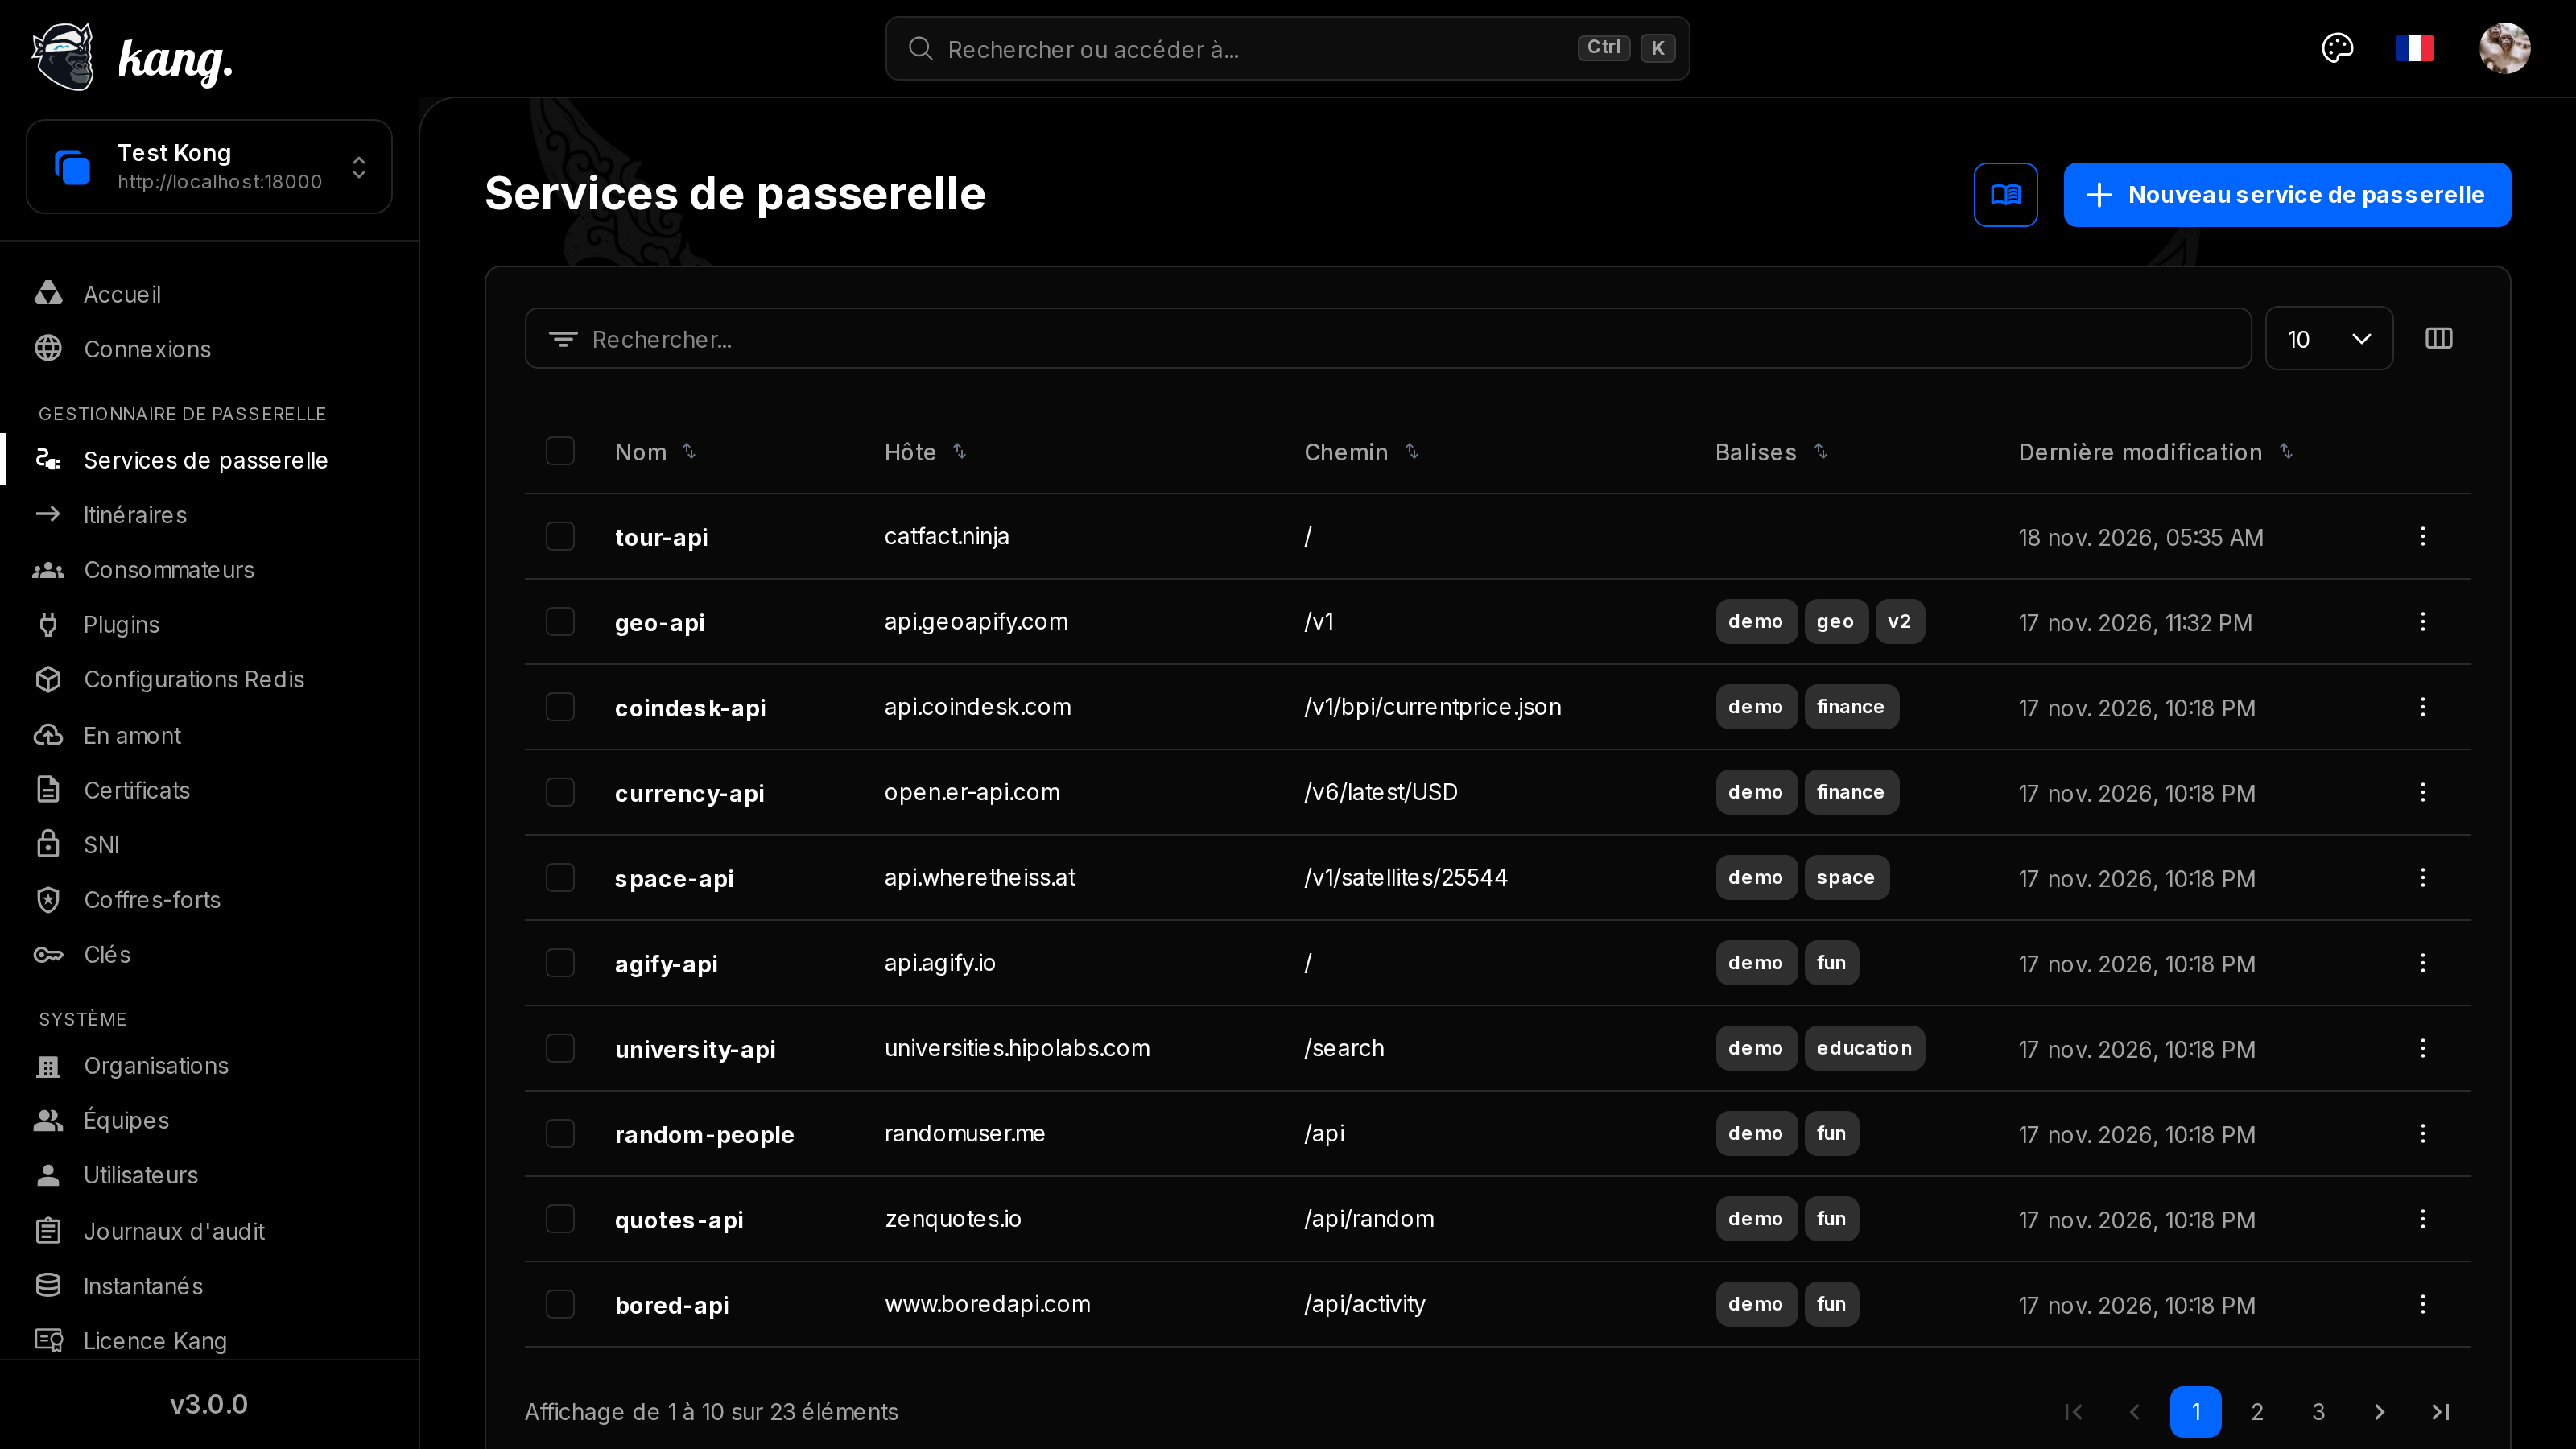 kang.
Rechercher ou accéder à...
Ctrl K
Test Kong
http://localhost:18000
Accueil
Connexions
GESTIONNAIRE DE PASSERELLE
Services de passerelle
Itinéraires
Consommateurs
Plugins
Configurations Redis
En amont
Certificats
SNI
Coffres-forts
Clés
SYSTÈME
Organisations
Équipes
Utilisateurs
Journaux d'audit
Instantanés
Licence Kang
v3.0.0
Services de passerelle
Nouveau service de passerelle
Rechercher...
10
Nom Hôte Chemin Balises Dernière modification
tour-api catfact.ninja / 18 nov. 2026, 05:35 AM
geo-api api.geoapify.com /v1 demo geo v2 17 nov. 2026, 11:32 PM
coindesk-api api.coindesk.com /v1/bpi/currentprice.json demo finance 17 nov. 2026, 10:18 PM
currency-api open.er-api.com /v6/latest/USD demo finance 17 nov. 2026, 10:18 PM
space-api api.wheretheiss.at /v1/satellites/25544 demo space 17 nov. 2026, 10:18 PM
agify-api api.agify.io / demo fun 17 nov. 2026, 10:18 PM
university-api universities.hipolabs.com /search demo education 17 nov. 2026, 10:18 PM
random-people randomuser.me /api demo fun 17 nov. 2026, 10:18 PM
quotes-api zenquotes.io /api/random demo fun 17 nov. 2026, 10:18 PM
bored-api www.boredapi.com /api/activity demo fun 17 nov. 2026, 10:18 PM
Affichage de 1 à 10 sur 23 éléments
1 2 3